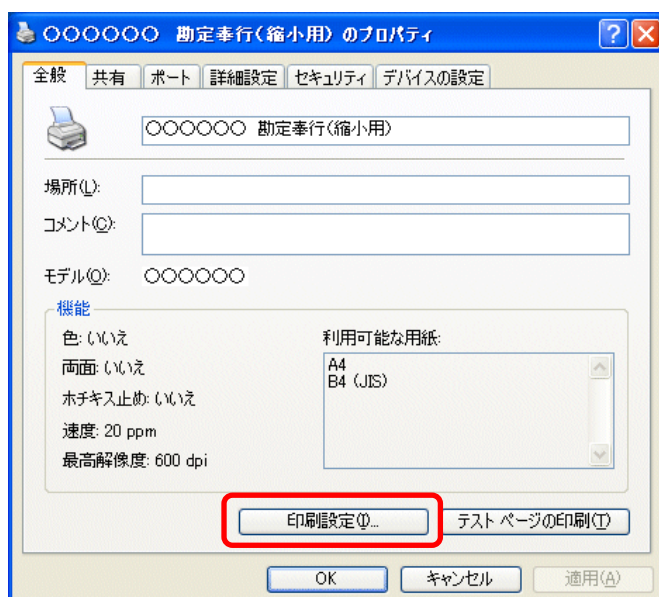 〇〇〇〇〇〇 勘定奉行(縮小用) のプロパティ
全般 共有 ポート 詳細設定 セキュリティ デバイスの設定
〇〇〇〇〇〇 勘定奉行(縮小用)
場所(L):
コメント(C):
モデル(O): 〇〇〇〇〇〇
機能
色: いいえ
両面: いいえ
ホチキス止め: いいえ
速度: 20 ppm
最高解像度: 600 dpi
利用可能な用紙:
A4
B4 (JIS)
印刷設定(I)... テスト ページの印刷(T)
OK キャンセル 適用(A)